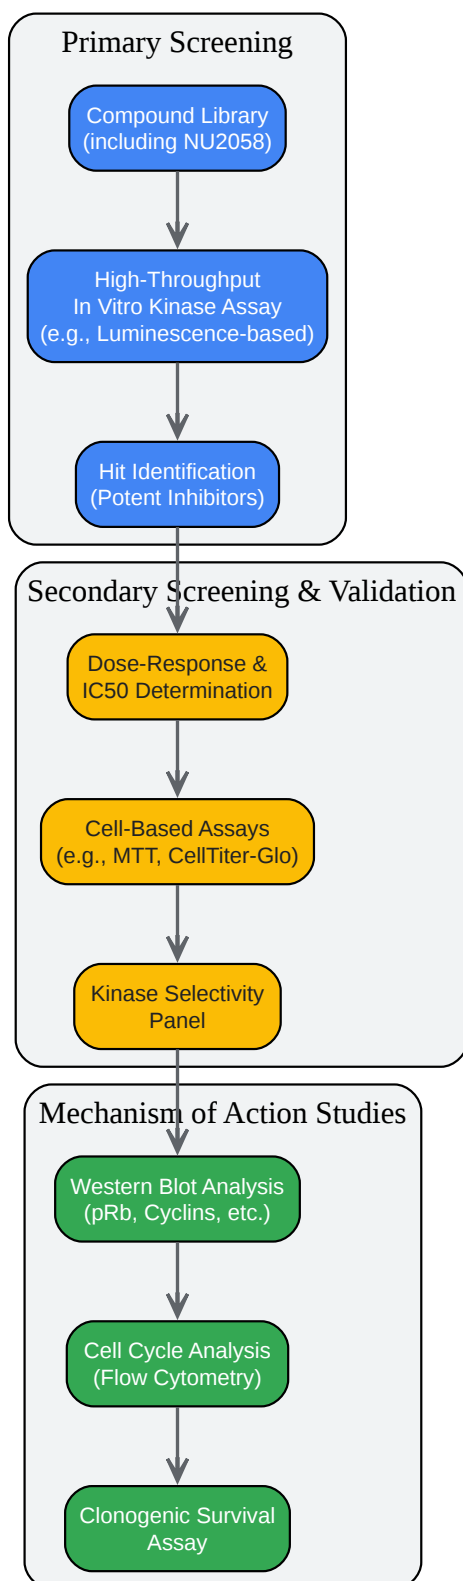 Primary Screening
Compound Library
(including NU2058)
High-Throughput
In Vitro Kinase Assay
(e.g., Luminescence-based)
Hit Identification
(Potent Inhibitors)
Secondary Screening & Validation
Dose-Response &
IC50 Determination
Cell-Based Assays
(e.g., MTT, CellTiter-Glo)
Kinase Selectivity
Panel
Mechanism of Action Studies
Western Blot Analysis
(pRb, Cyclins, etc.)
Cell Cycle Analysis
(Flow Cytometry)
Clonogenic Survival
Assay